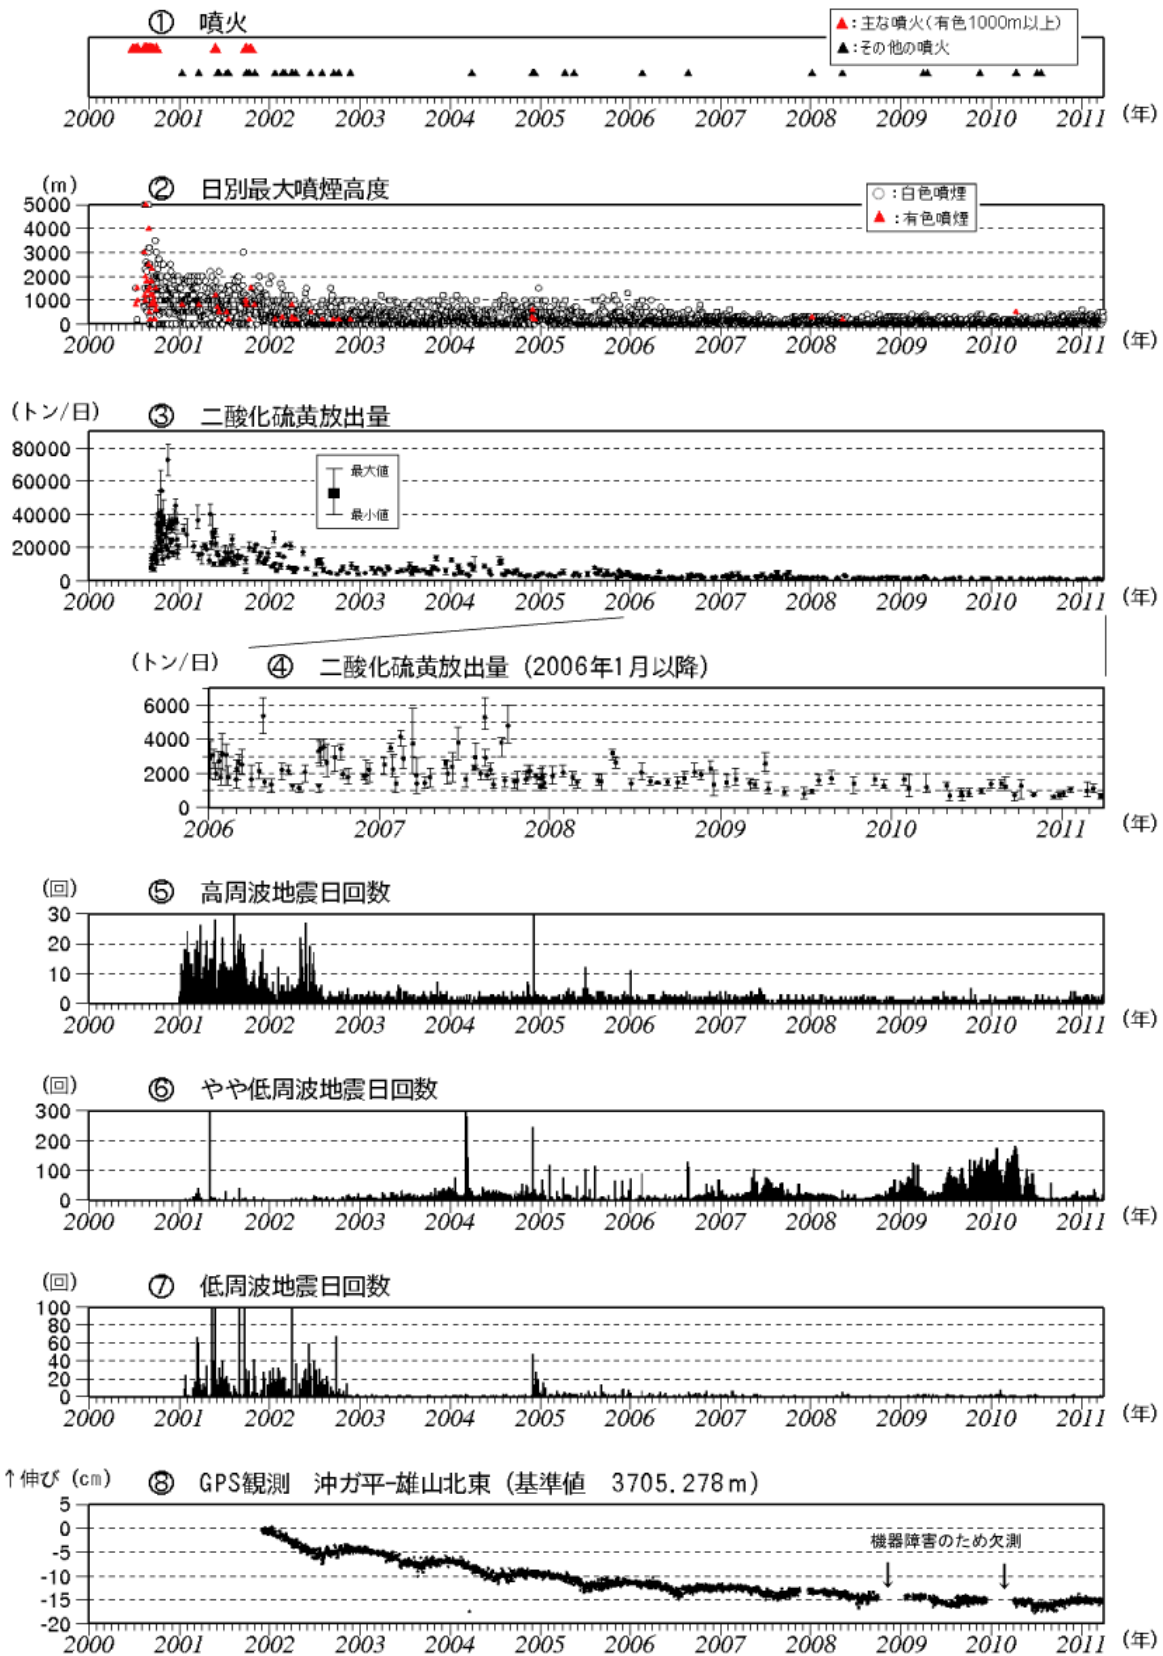 ① 噴火
▲:主な噴火(有色1000m以上)
▲:その他の噴火
2000 2001 2002 2003 2004 2005 2006 2007 2008 2009 2010 2011 (年)
(m) ② 日別最大噴煙高度
○:白色噴煙
▲:有色噴煙
5000
4000
3000
2000
1000
0
2000 2001 2002 2003 2004 2005 2006 2007 2008 2009 2010 2011 (年)
(トン/日) ③ 二酸化硫黄放出量
最大値
最小値
80000
60000
40000
20000
0
2000 2001 2002 2003 2004 2005 2006 2007 2008 2009 2010 2011 (年)
(トン/日) ④ 二酸化硫黄放出量 (2006年1月以降)
6000
4000
2000
0
2006 2007 2008 2009 2010 2011 (年)
(回) ⑤ 高周波地震日回数
30
20
10
0
2000 2001 2002 2003 2004 2005 2006 2007 2008 2009 2010 2011 (年)
(回) ⑥ やや低周波地震日回数
300
200
100
0
2000 2001 2002 2003 2004 2005 2006 2007 2008 2009 2010 2011 (年)
(回) ⑦ 低周波地震日回数
100
80
60
40
20
0
2000 2001 2002 2003 2004 2005 2006 2007 2008 2009 2010 2011 (年)
↑伸び (cm) ⑧ GPS観測 沖ガ平-雄山北東 (基準値 3705.278m)
5
0
-5
-10
-15
-20
機器障害のため欠測
↓ ↓
2000 2001 2002 2003 2004 2005 2006 2007 2008 2009 2010 2011 (年)